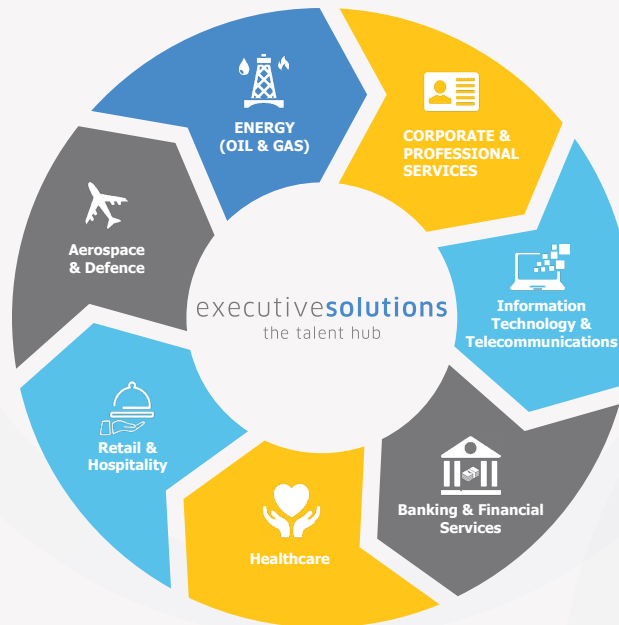 ENERGY
(OIL & GAS)
CORPORATE &
PROFESSIONAL
SERVICES
Information
Technology &
Telecommunications
Banking & Financial
Services
Healthcare
Retail &
Hospitality
Aerospace
& Defence
executivesolutions
the talent hub